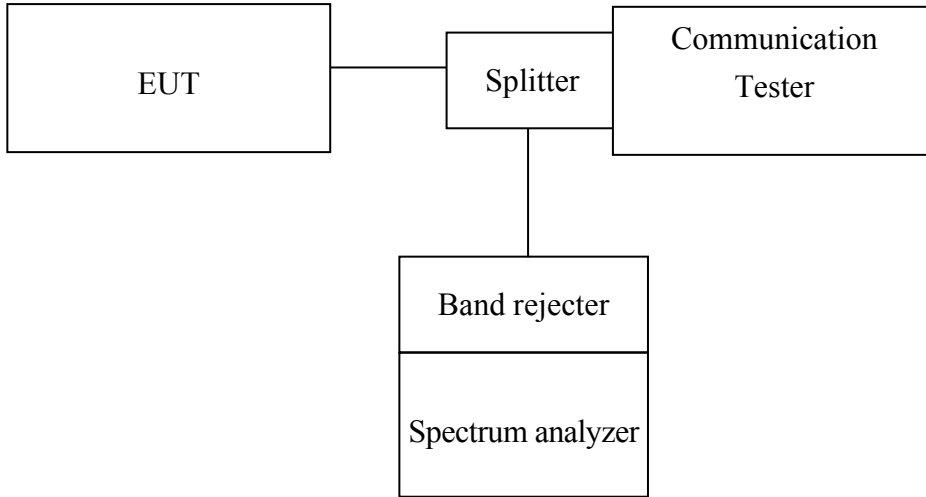 EUT
Splitter
Communication
Tester
Band rejecter
Spectrum analyzer